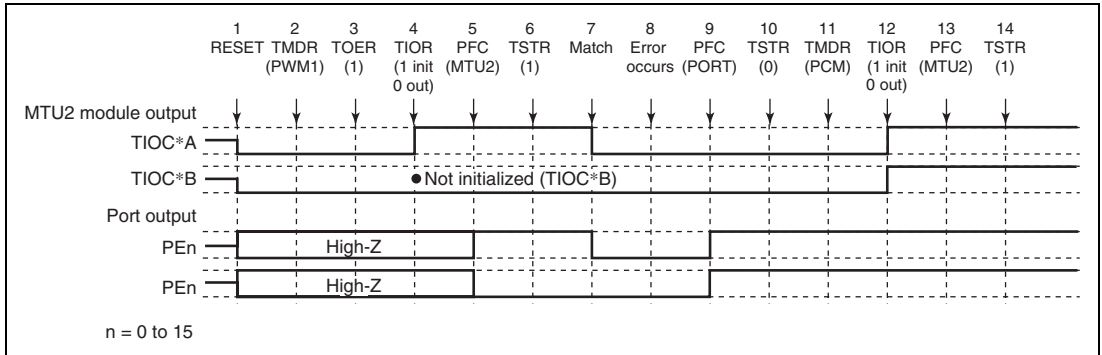 1 2 3 4 5 6 7 8 9 10 11 12 13 14
RESET TMDR TOER TIOR PFC TSTR Match Error PFC TSTR TMDR TIOR PFC TSTR
(PWM1) (1) (1 init (MTU2) (1) occurs (PORT) (0) (PCM) (1 init (MTU2) (1)
0 out) 0 out)
MTU2 module output
TIOC*A
TIOC*B ●Not initialized (TIOC*B)
Port output
PEn High-Z
PEn High-Z
n = 0 to 15